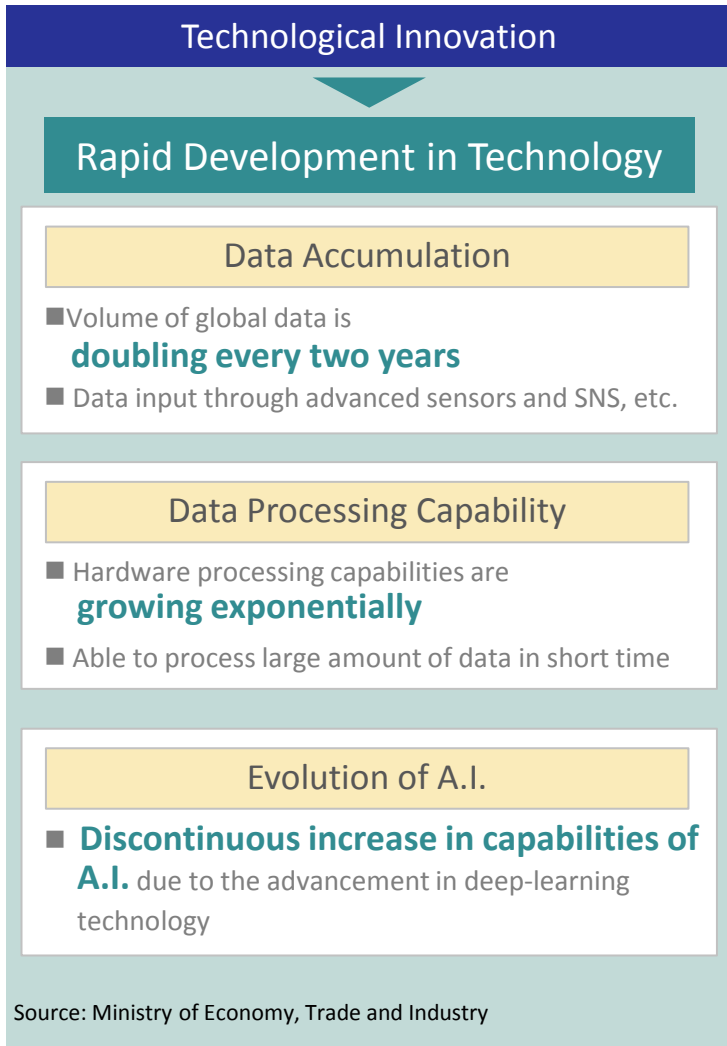 Technological Innovation
Rapid Development in Technology
Data Accumulation
■Volume of global data is
doubling every two years
■ Data input through advanced sensors and SNS, etc.
Data Processing Capability
■ Hardware processing capabilities are
growing exponentially
■ Able to process large amount of data in short time
Evolution of A.I.
■ Discontinuous increase in capabilities of
A.I. due to the advancement in deep-learning
technology
Source: Ministry of Economy, Trade and Industry